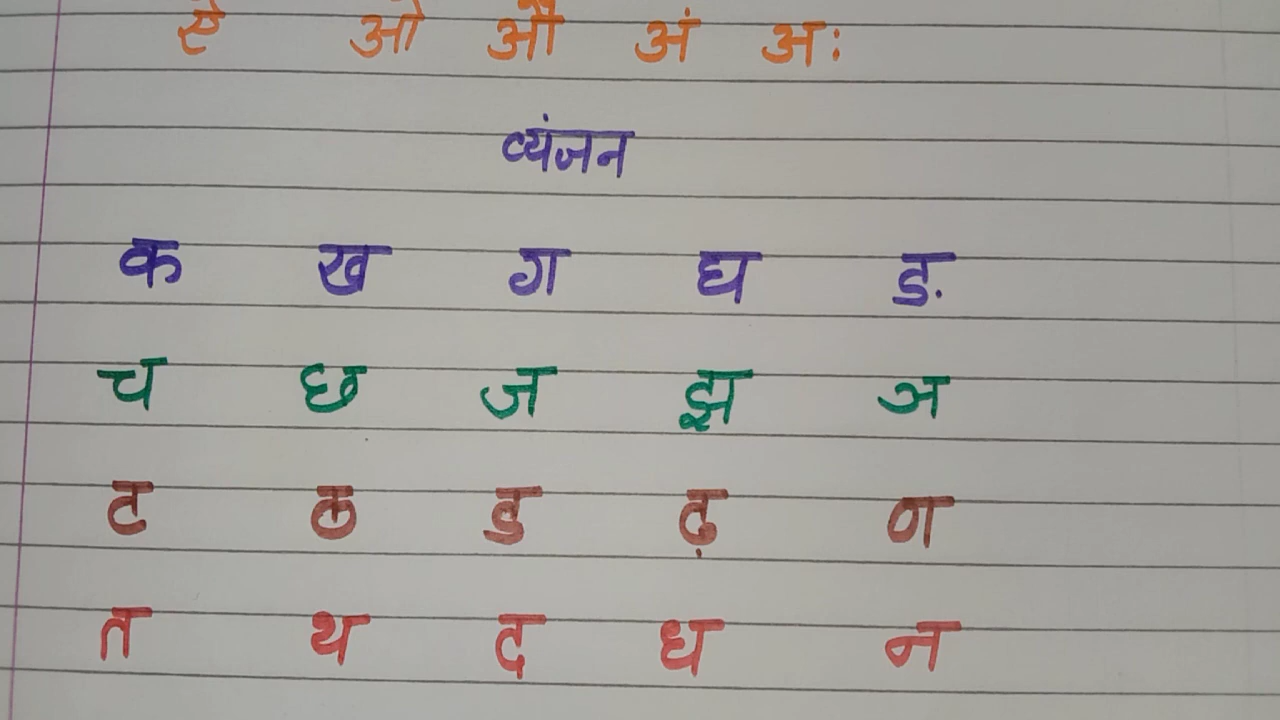 ऐ ओ औ अं अः
व्यंजन
क ख ग घ ङ
च छ ज झ ञ
ट ठ ड ढ़ ण
त थ द ध न